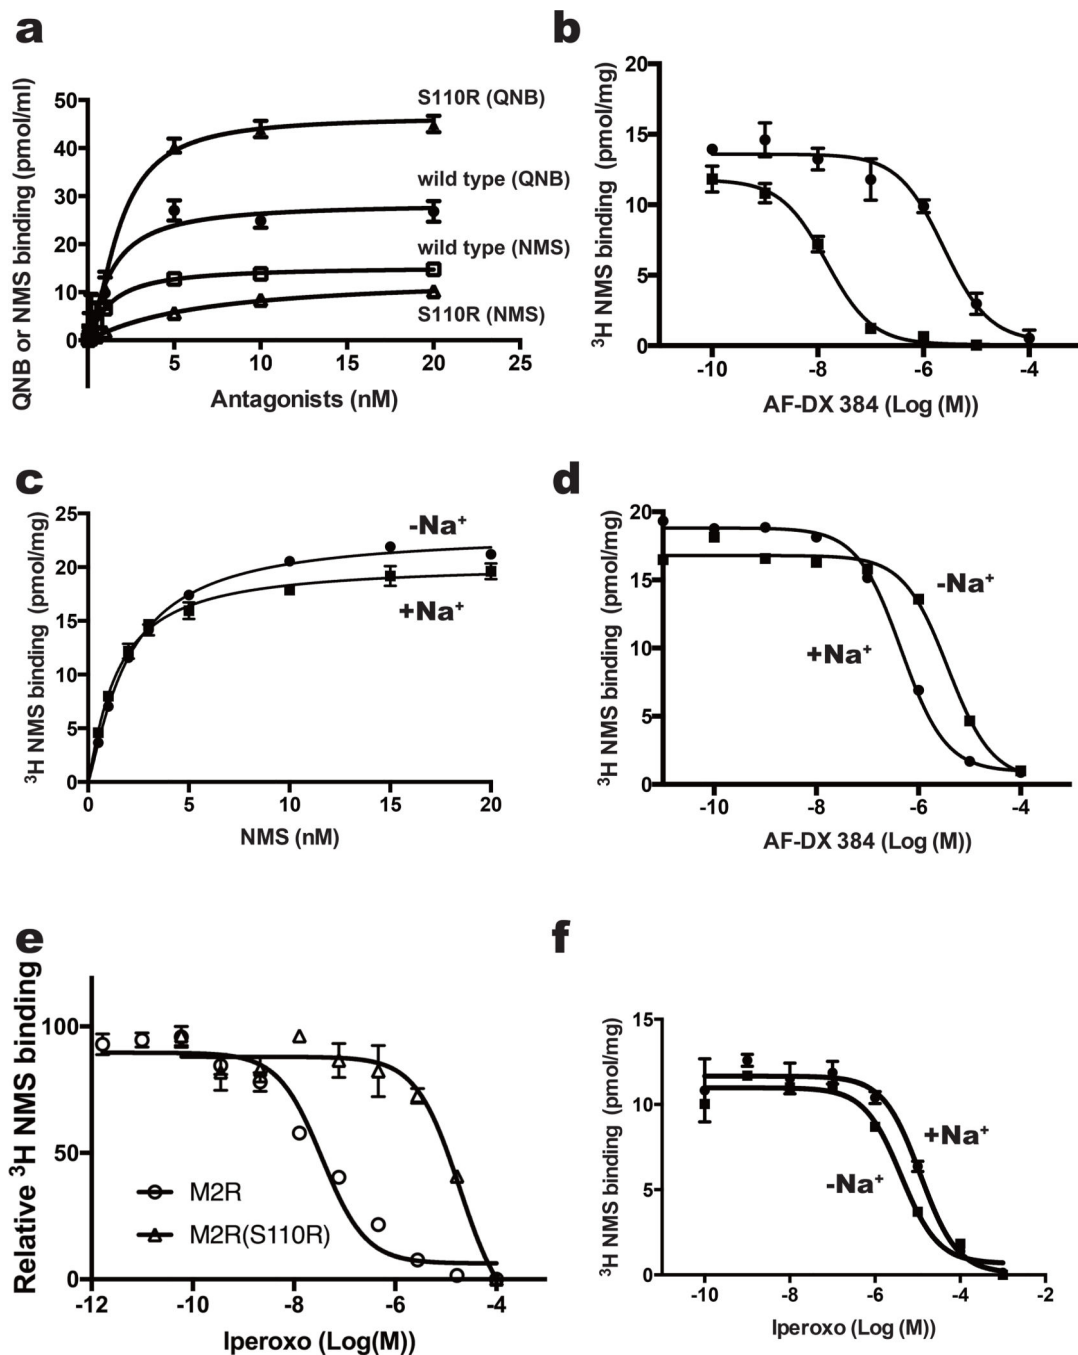 a
QNB or NMS binding (pmol/ml)
50
40
30
20
10
0
S110R (QNB)
wild type (QNB)
wild type (NMS)
S110R (NMS)
5 10 15 20 25
Antagonists (nM)
b
³H NMS binding (pmol/mg)
20
15
10
5
0
-10 -8 -6 -4
AF-DX 384 (Log (M))
c
³H NMS binding (pmol/mg)
25
20
15
10
5
0
-Na⁺
+Na⁺
0 5 10 15 20
NMS (nM)
d
³H NMS binding (pmol/mg)
20
15
10
5
0
-Na⁺
+Na⁺
-10 -8 -6 -4
AF-DX 384 (Log (M))
e
Relative ³H NMS binding
100
50
0
M2R
M2R(S110R)
-12 -10 -8 -6 -4
Iperoxo (Log(M))
f
³H NMS binding (pmol/mg)
15
10
5
0
+Na⁺
-Na⁺
-10 -8 -6 -4 -2
Iperoxo (Log (M))